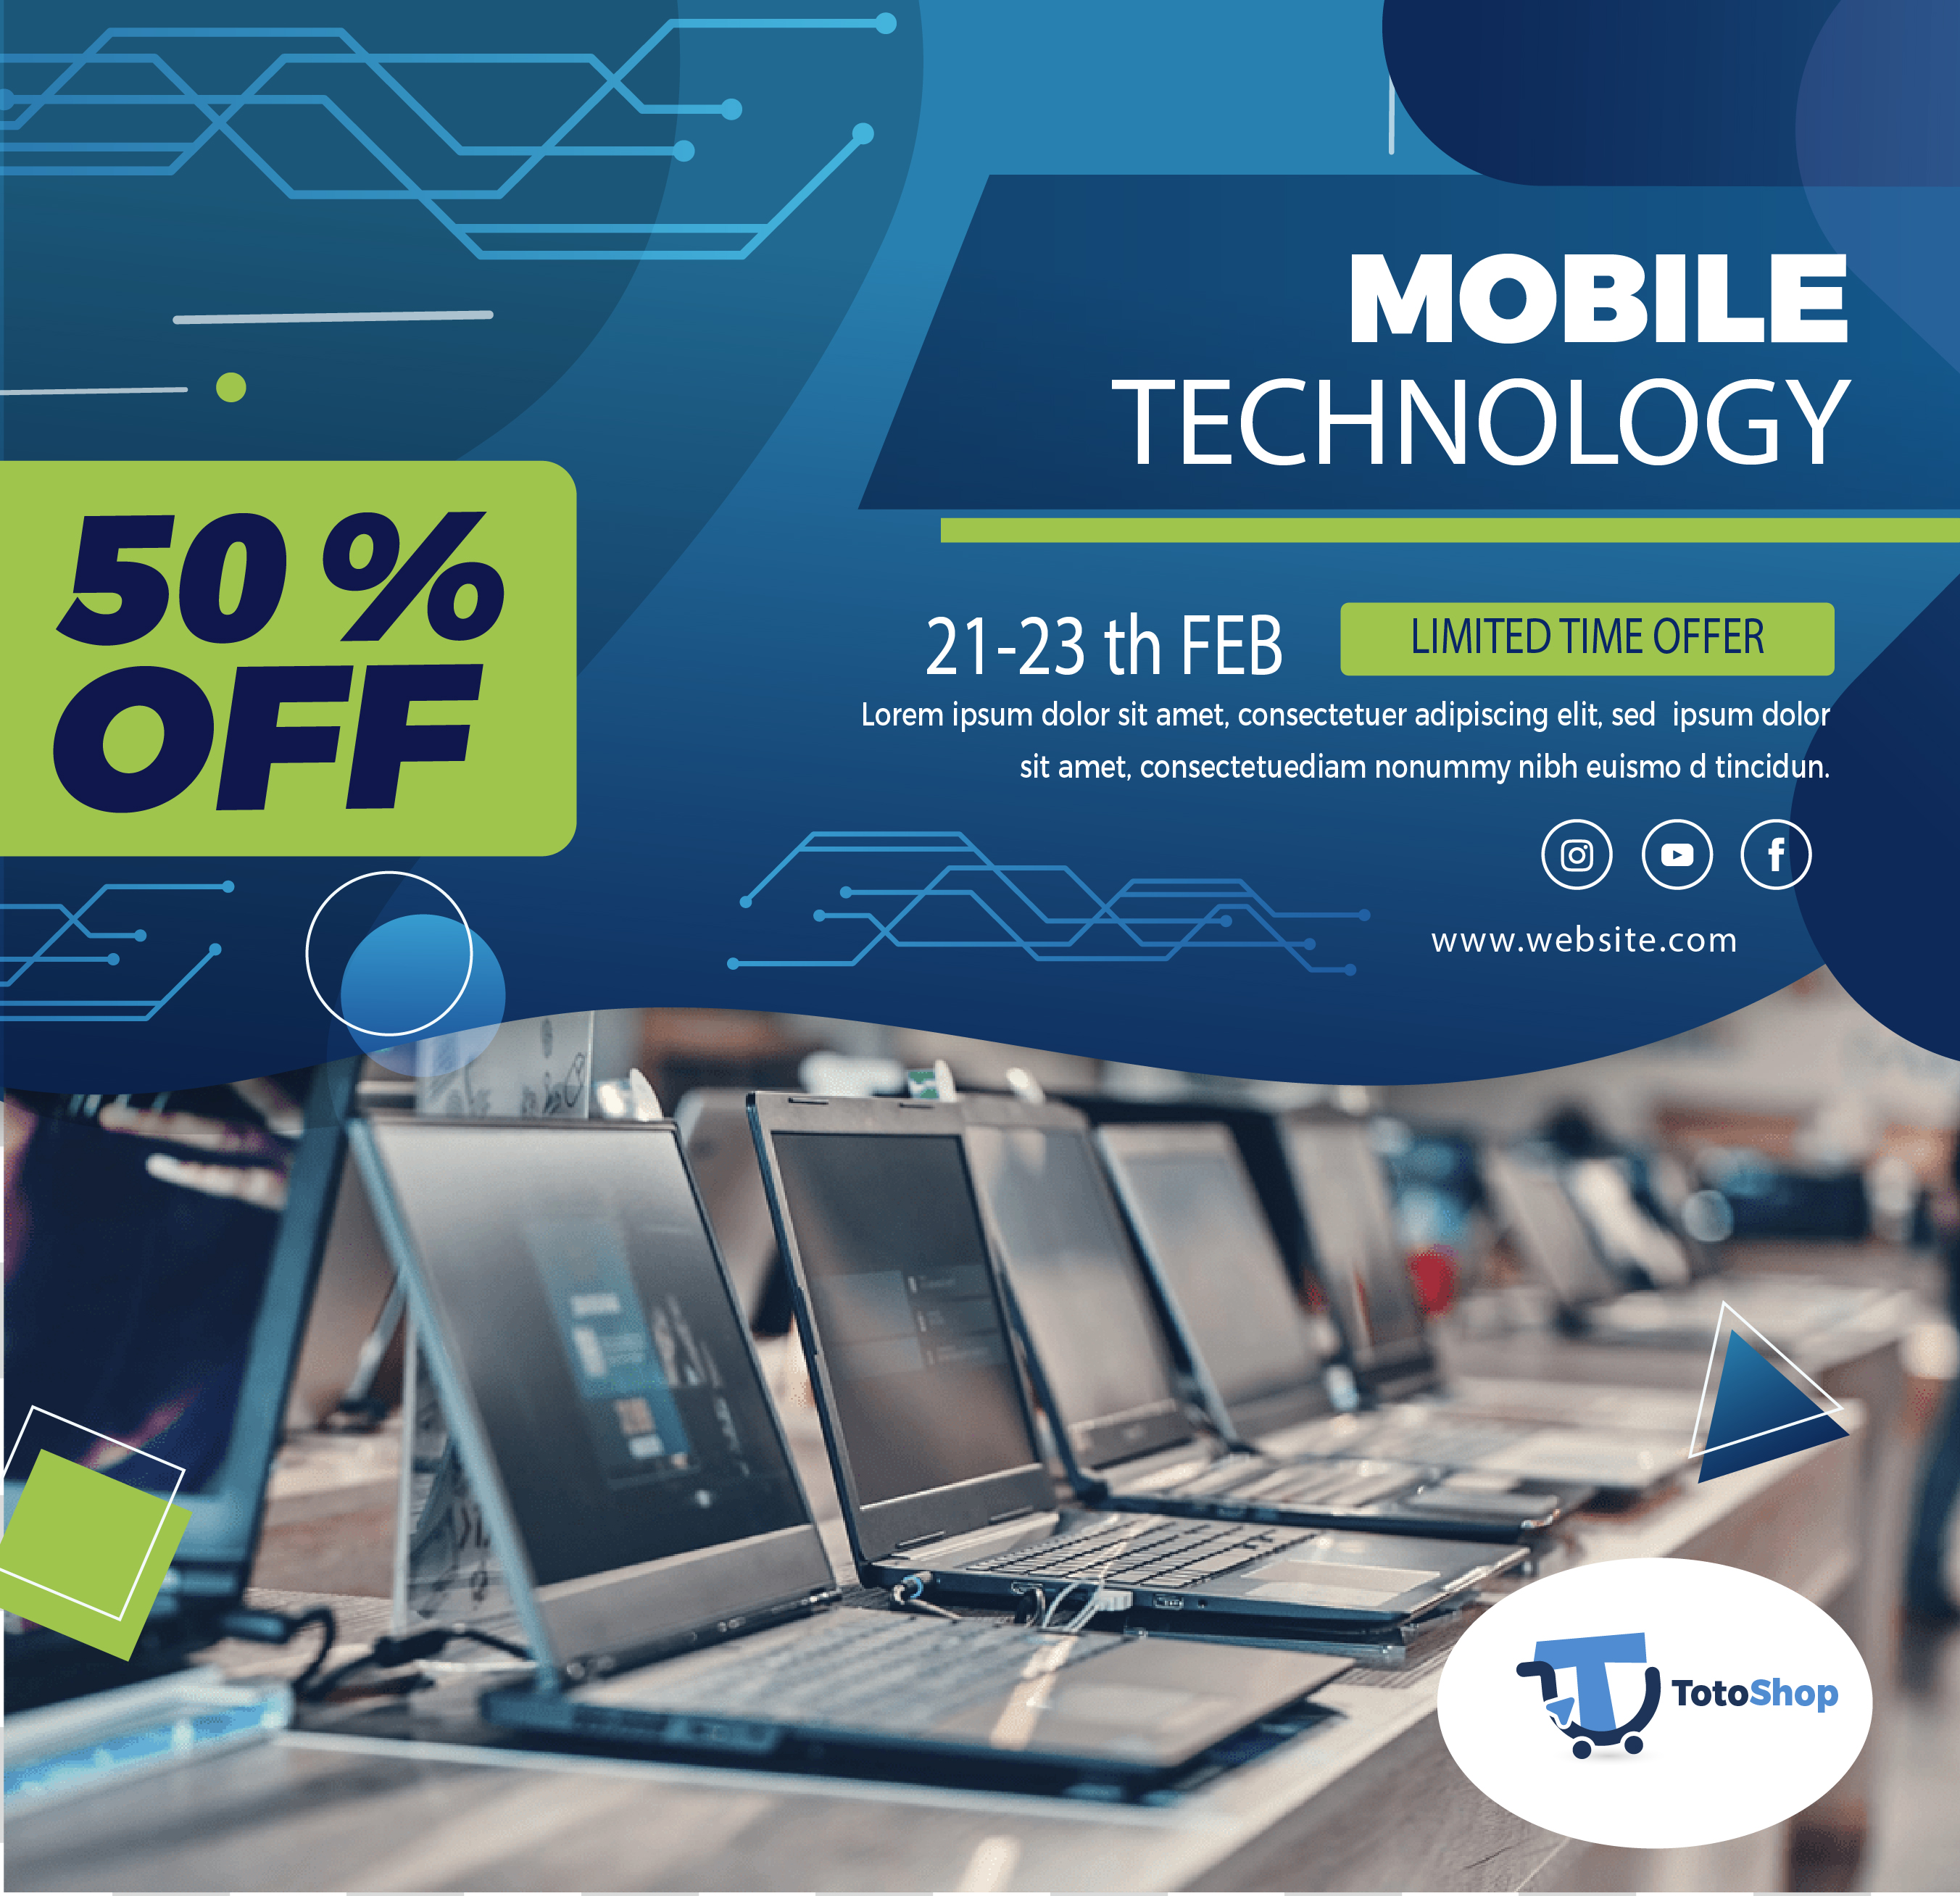 MOBILE
TECHNOLOGY
50 %
OFF
21-23 th FEB
LIMITED TIME OFFER
Lorem ipsum dolor sit amet, consectetuer adipiscing elit, sed ipsum dolor
sit amet, consectetuediam nonummy nibh euismo d tincidun.
www.website.com
TotoShop